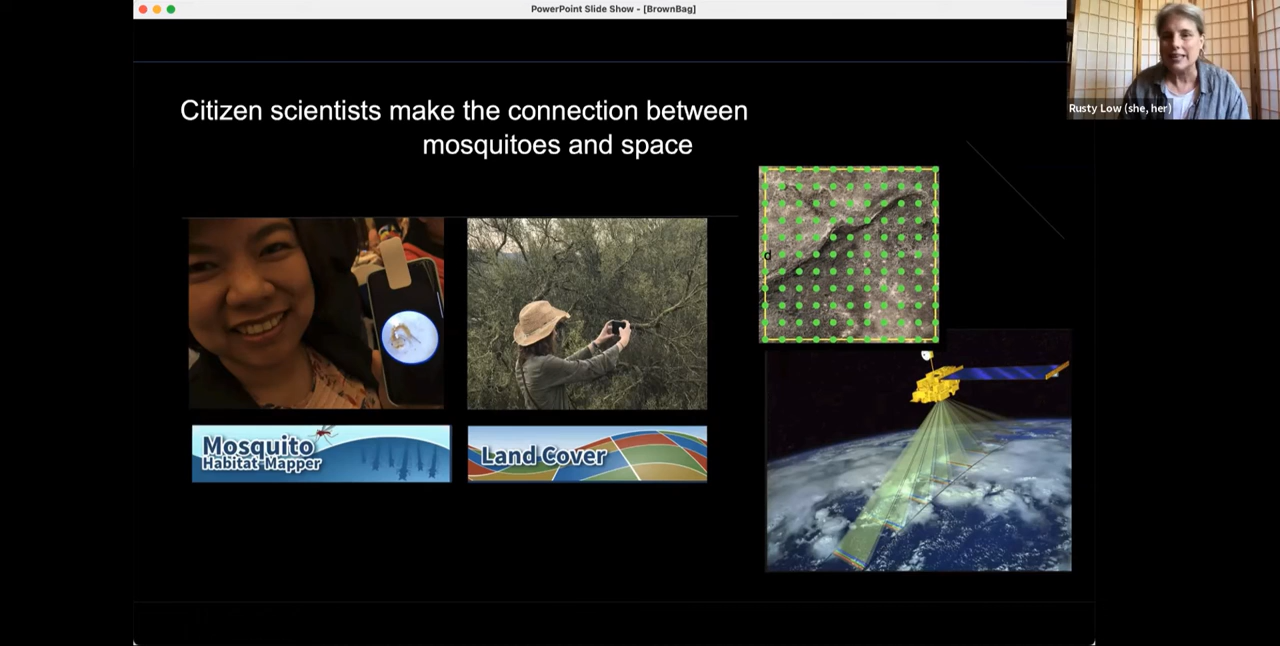 PowerPoint Slide Show - [BrownBag]
Rusty Low (she, her)
Citizen scientists make the connection between
mosquitoes and space
d
Mosquito
Habitat Mapper
Land Cover